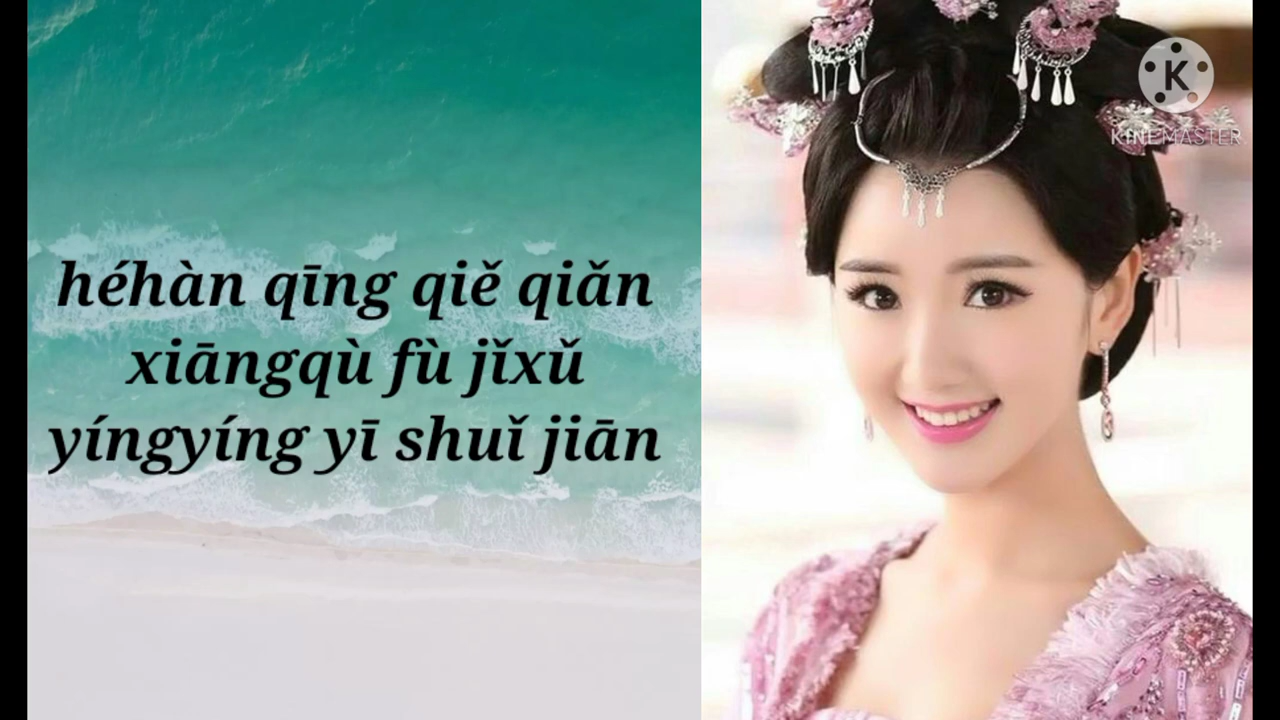 héhàn qīng qiě qiǎn
xiāngqù fù jǐxǔ
yíngyíng yī shuǐ jiān
K
KINEMASTER